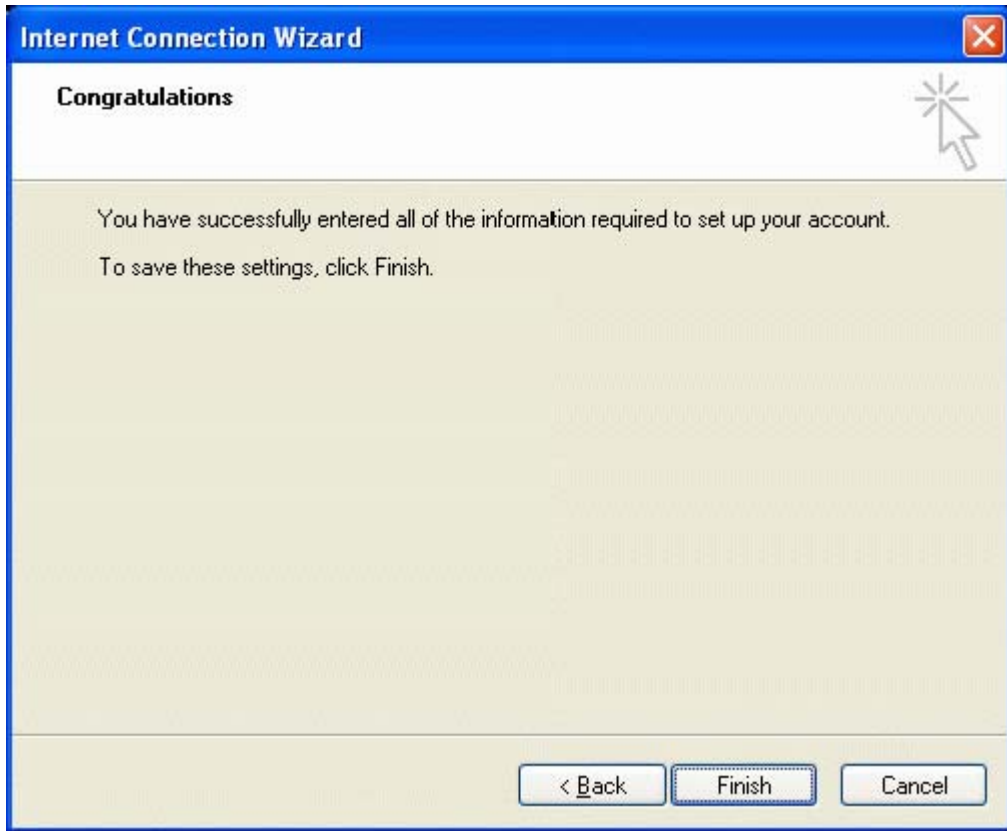 Internet Connection Wizard
Congratulations
You have successfully entered all of the information required to set up your account.
To save these settings, click Finish.
< Back
Finish
Cancel